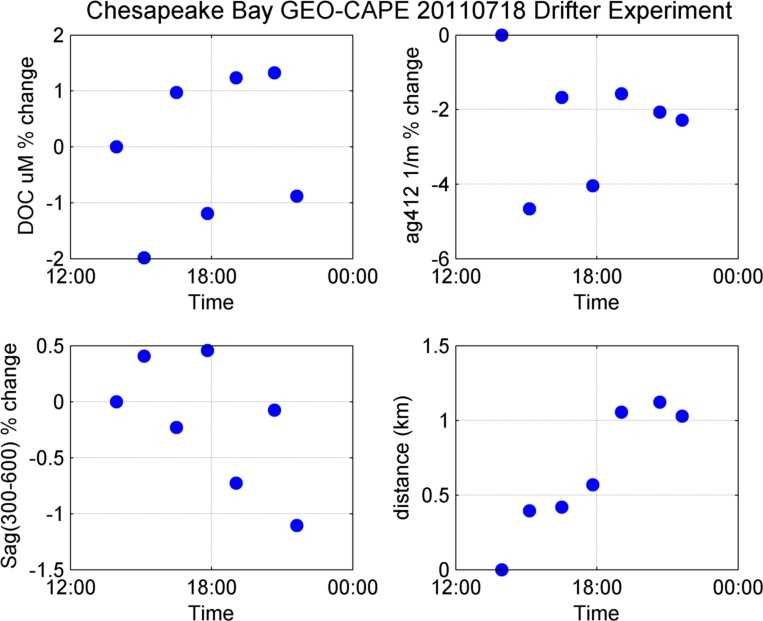 Chesapeake Bay GEO-CAPE 20110718 Drifter Experiment
DOC uM % change
2
1
0
-1
-2
12:00 18:00 00:00
Time
ag412 1/m % change
0
-2
-4
-6
12:00 18:00 00:00
Time
Sag(300-600) % change
0.5
0
-0.5
-1
-1.5
12:00 18:00 00:00
Time
distance (km)
1.5
1
0.5
0
12:00 18:00 00:00
Time